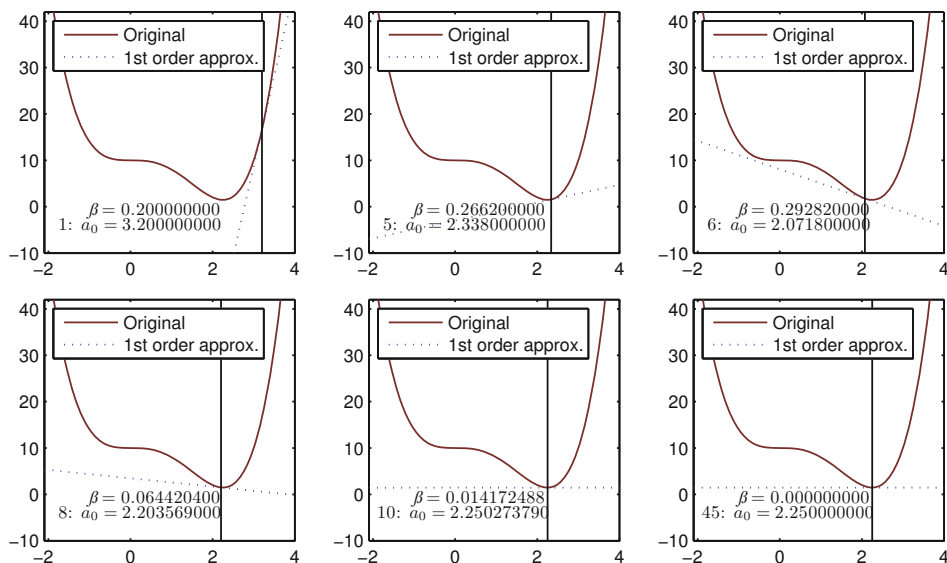 40
30
20
10
0
−10
Original
1st order approx.
β = 0.200000000
1: a₀ = 3.200000000
−2 0 2 4
40
30
20
10
0
−10
Original
1st order approx.
β = 0.266200000
5: a₀ = 2.338000000
−2 0 2 4
40
30
20
10
0
−10
Original
1st order approx.
β = 0.292820000
6: a₀ = 2.071800000
−2 0 2 4
40
30
20
10
0
−10
Original
1st order approx.
β = 0.064420400
8: a₀ = 2.203569000
−2 0 2 4
40
30
20
10
0
−10
Original
1st order approx.
β = 0.014172488
10: a₀ = 2.250273790
−2 0 2 4
40
30
20
10
0
−10
Original
1st order approx.
β = 0.000000000
45: a₀ = 2.250000000
−2 0 2 4